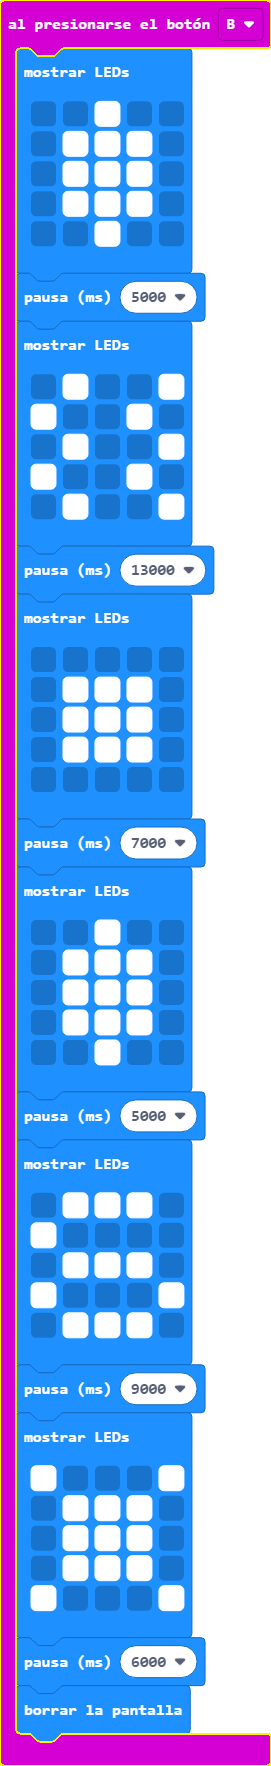 al presionarse el botón B
mostrar LEDs
pausa (ms) 5000
mostrar LEDs
pausa (ms) 13000
mostrar LEDs
pausa (ms) 7000
mostrar LEDs
pausa (ms) 5000
mostrar LEDs
pausa (ms) 9000
mostrar LEDs
pausa (ms) 6000
borrar la pantalla